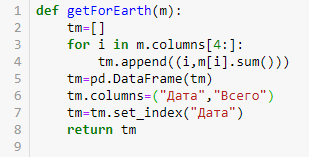 1 def getForEarth(m):
2     tm=[]
3     for i in m.columns[4:]:
4         tm.append((i,m[i].sum()))
5     tm=pd.DataFrame(tm)
6     tm.columns=("Дата","Всего")
7     tm=tm.set_index("Дата")
8     return tm
9